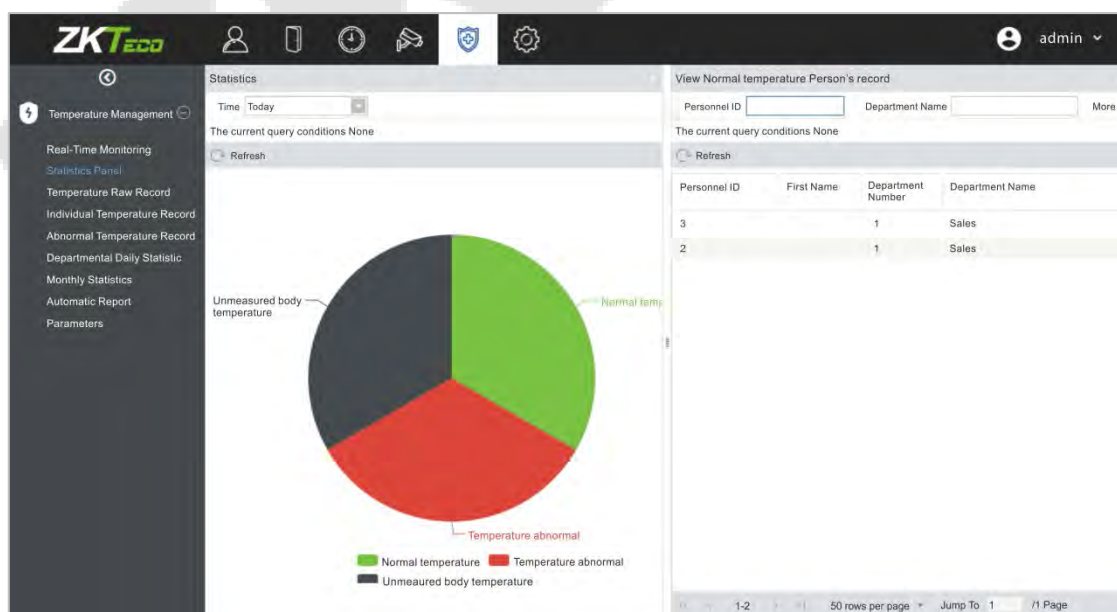 ZKTeco
admin
Statistics
View Normal temperature Person's record
Temperature Management
Time Today
Personnel ID Department Name More
The current query conditions None
The current query conditions None
Refresh
Refresh
Real-Time Monitoring
Statistics Panel
Temperature Raw Record
Individual Temperature Record
Abnormal Temperature Record
Departmental Daily Statistic
Monthly Statistics
Automatic Report
Parameters
Personnel ID First Name Department Number Department Name
3 1 Sales
2 1 Sales
Unmeasured body
temperature
Normal temp
Temperature abnormal
Normal temperature Temperature abnormal
Unmeaured body temperature
1-2 50 rows per page Jump To 1 /1 Page